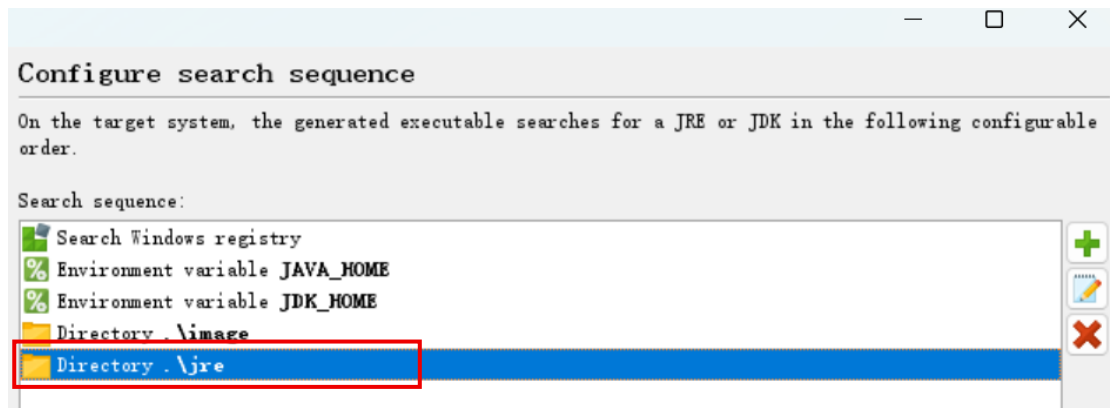 Configure search sequence
On the target system, the generated executable searches for a JRE or JDK in the following configurable
order.
Search sequence:
Search Windows registry
Environment variable JAVA_HOME
Environment variable JDK_HOME
Directory .\image
Directory .\jre